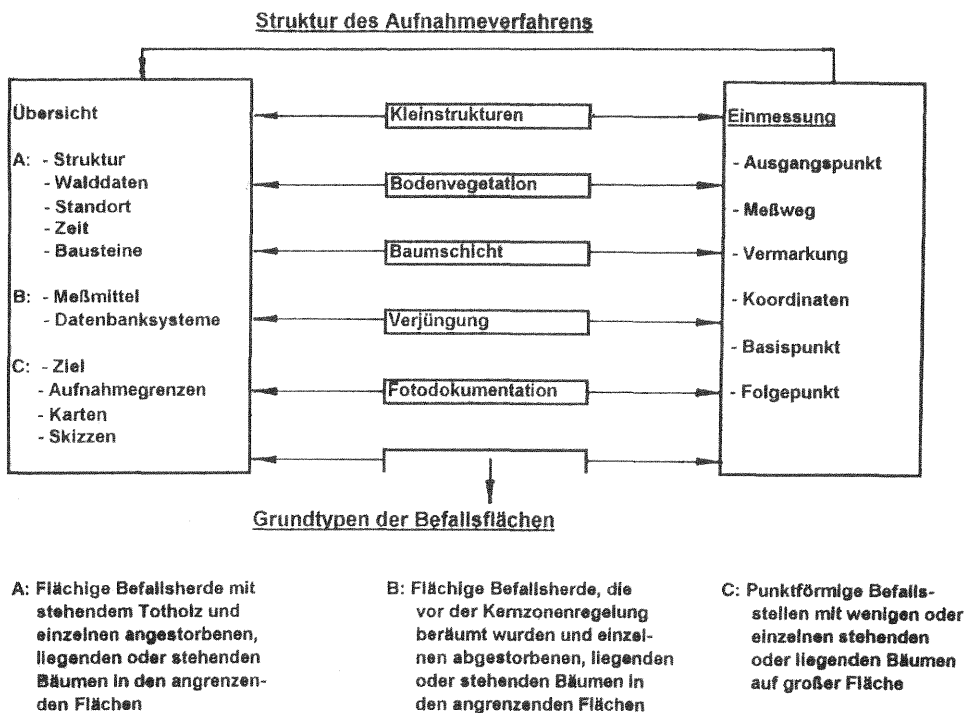 Struktur des Aufnahmeverfahrens
Übersicht
A: - Struktur
- Walddaten
- Standort
- Zeit
- Bausteine
B: - Meßmittel
- Datenbanksysteme
C: - Ziel
- Aufnahmegrenzen
- Karten
- Skizzen
Kleinstrukturen
Bodenvegetation
Baumschicht
Verjüngung
Fotodokumentation
Einmessung
- Ausgangspunkt
- Meßweg
- Vermarkung
- Koordinaten
- Basispunkt
- Folgepunkt
Grundtypen der Befallsflächen
A: Flächige Befallsherde mit
stehendem Totholz und
einzelnen angestorbenen,
liegenden oder stehenden
Bäumen in den angrenzen-
den Flächen
B: Flächige Befallsherde, die
vor der Kernzonenregelung
beräumt wurden und einzel-
nen abgestorbenen, liegenden
oder stehenden Bäumen in
den angrenzenden Flächen
C: Punktförmige Befalls-
stellen mit wenigen oder
einzelnen stehenden
oder liegenden Bäumen
auf großer Fläche